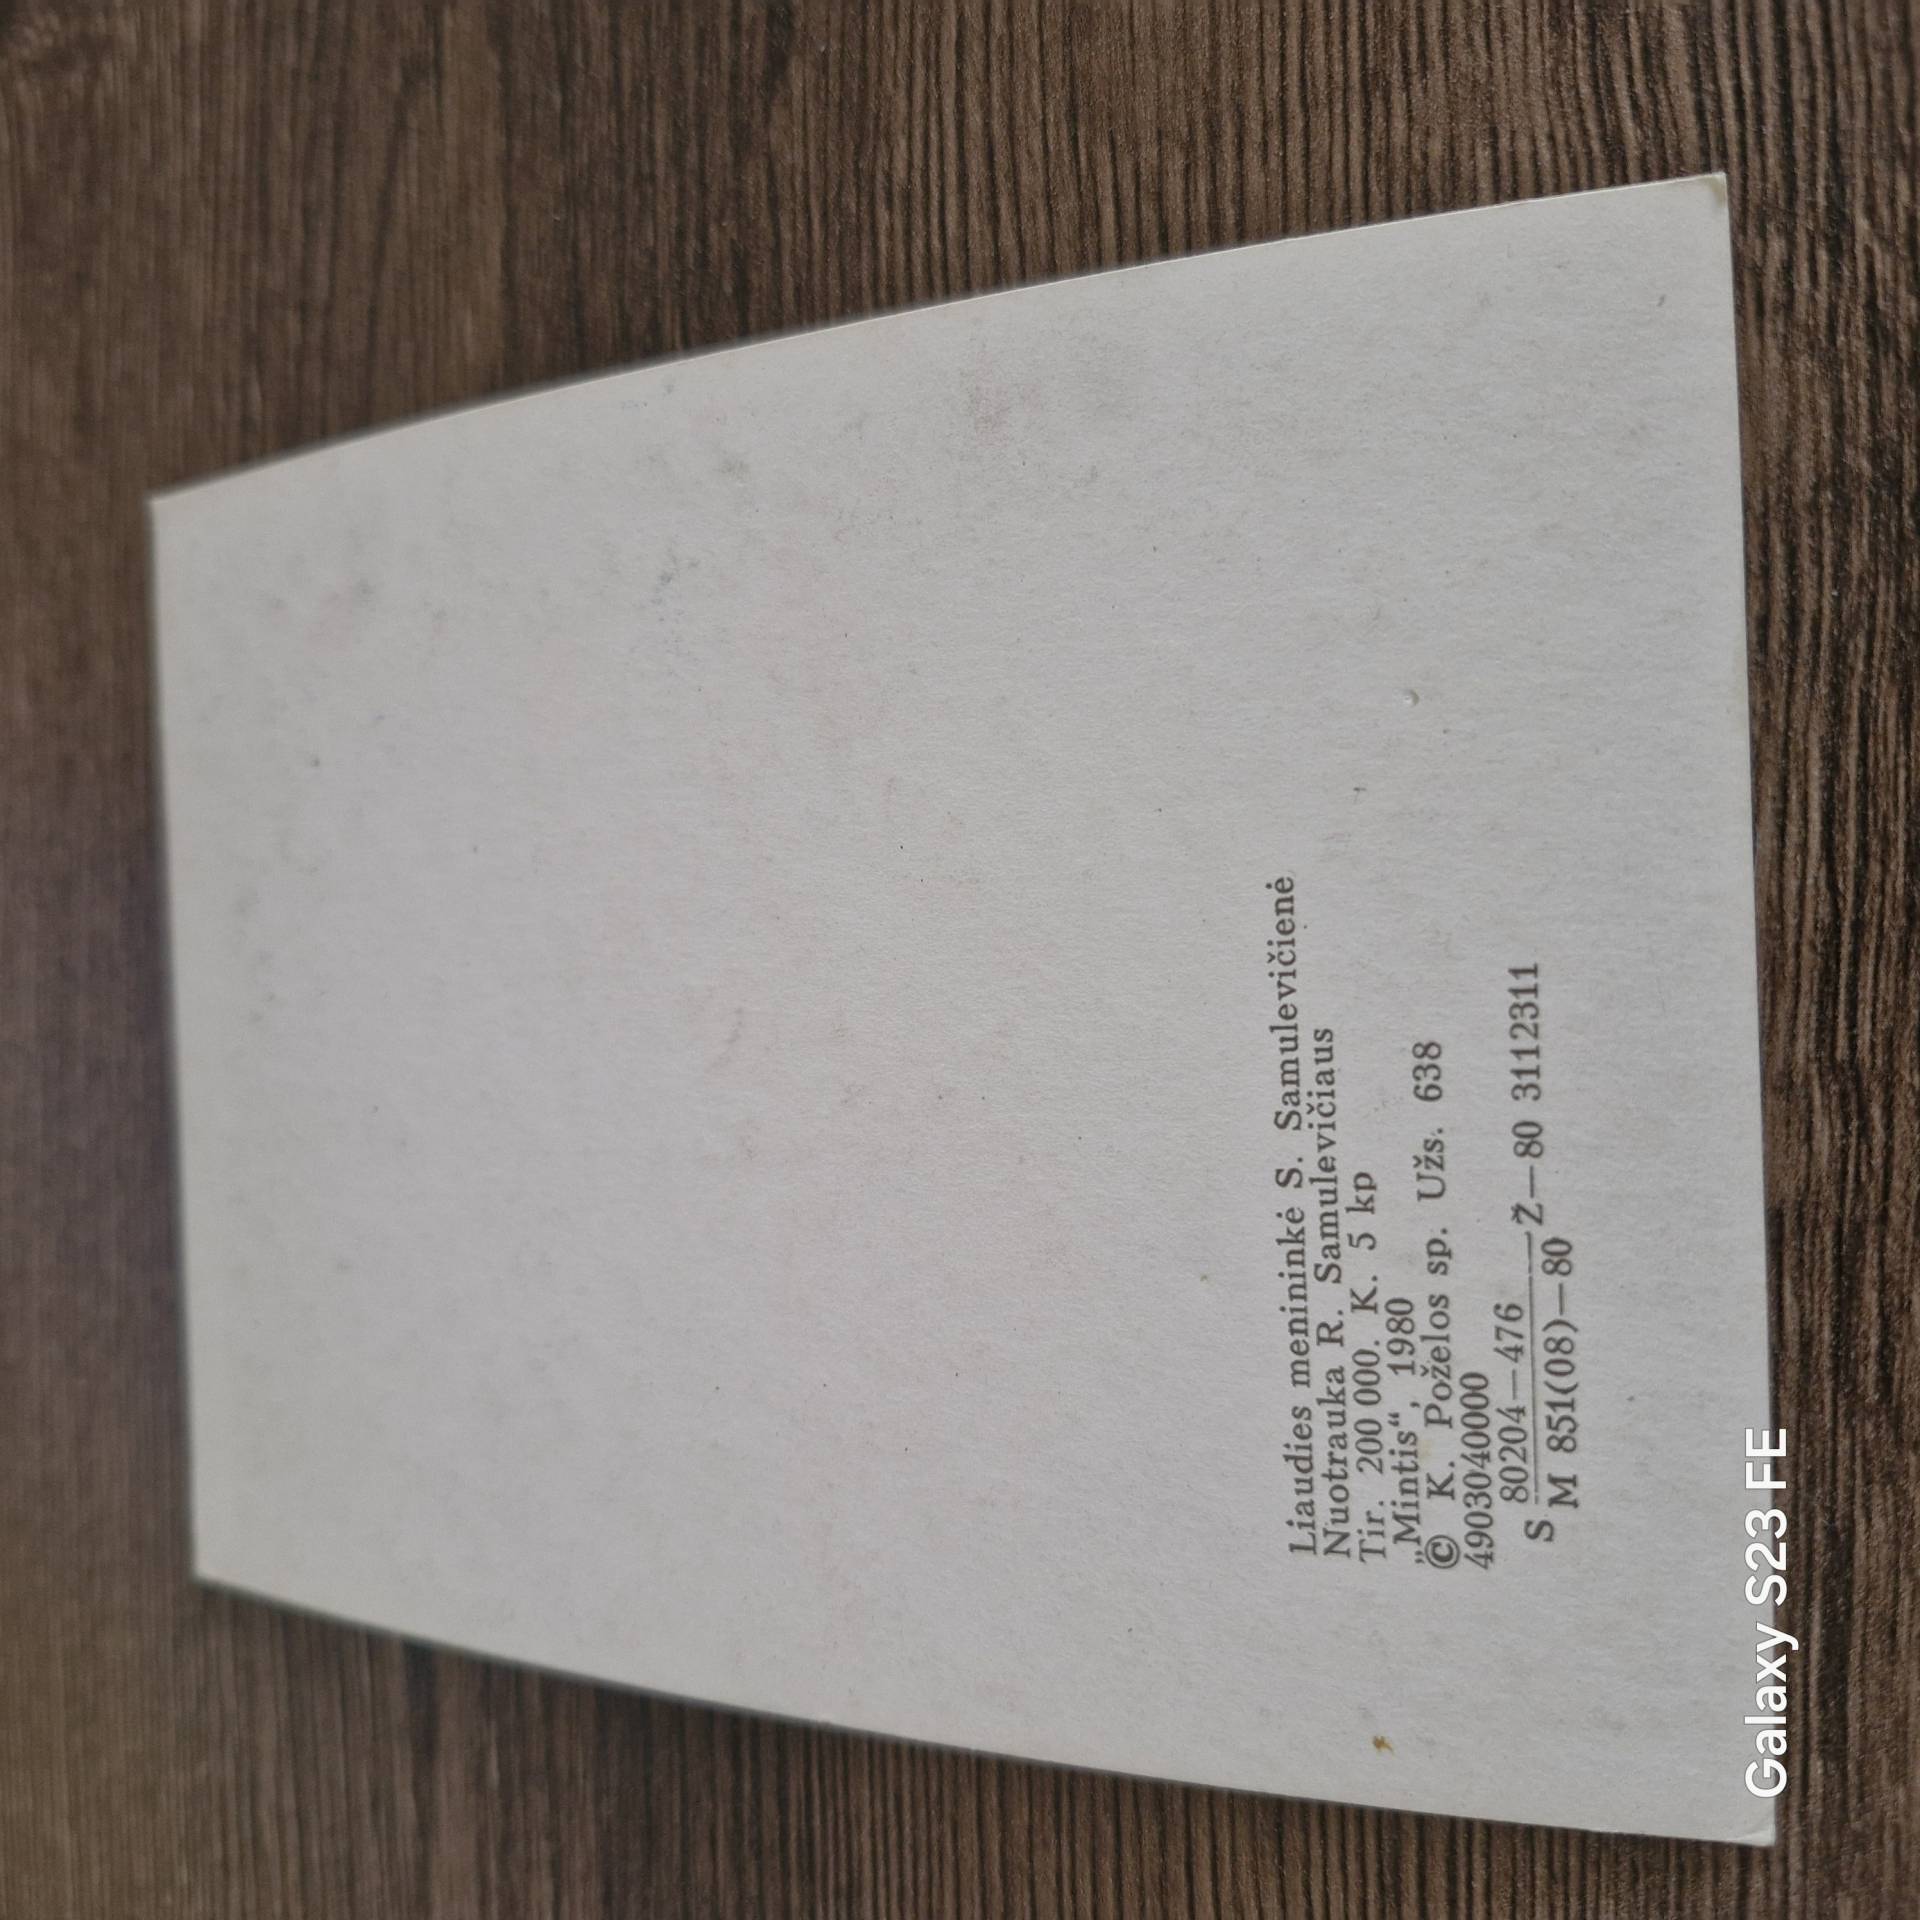 Liaudies menininkė S. Samulevičienė
Nuotrauka R. Samulevičiaus
Tir. 200 000. K. 5 kp
„Mintis“, 1980
© K. Poželos sp. Užs. 638
4903040000
S 80204—476 Ž—80 3112311
M 851(08)—80
Galaxy S23 FE